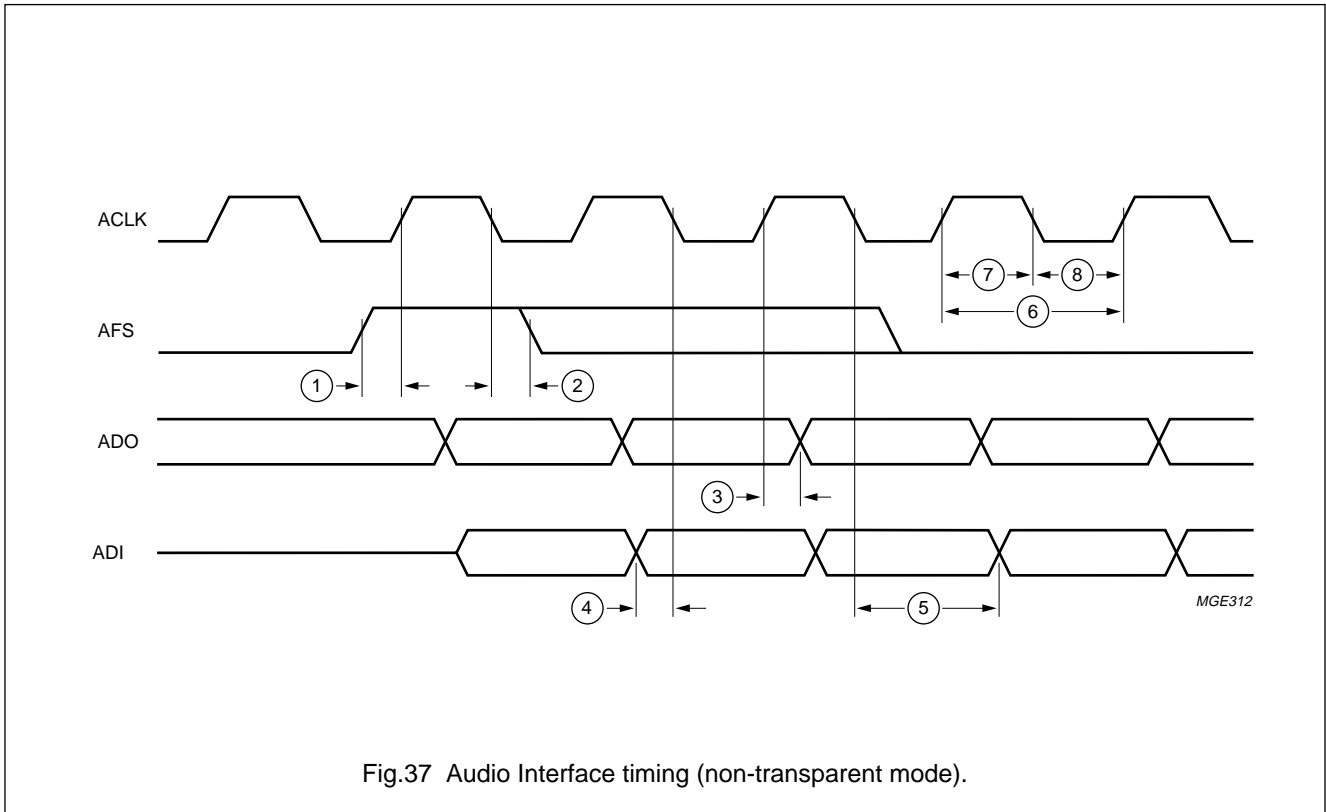 ACLK
7 8
6
AFS
1 2
ADO
3
ADI
4 5
MGE312
Fig.37 Audio Interface timing (non-transparent mode).